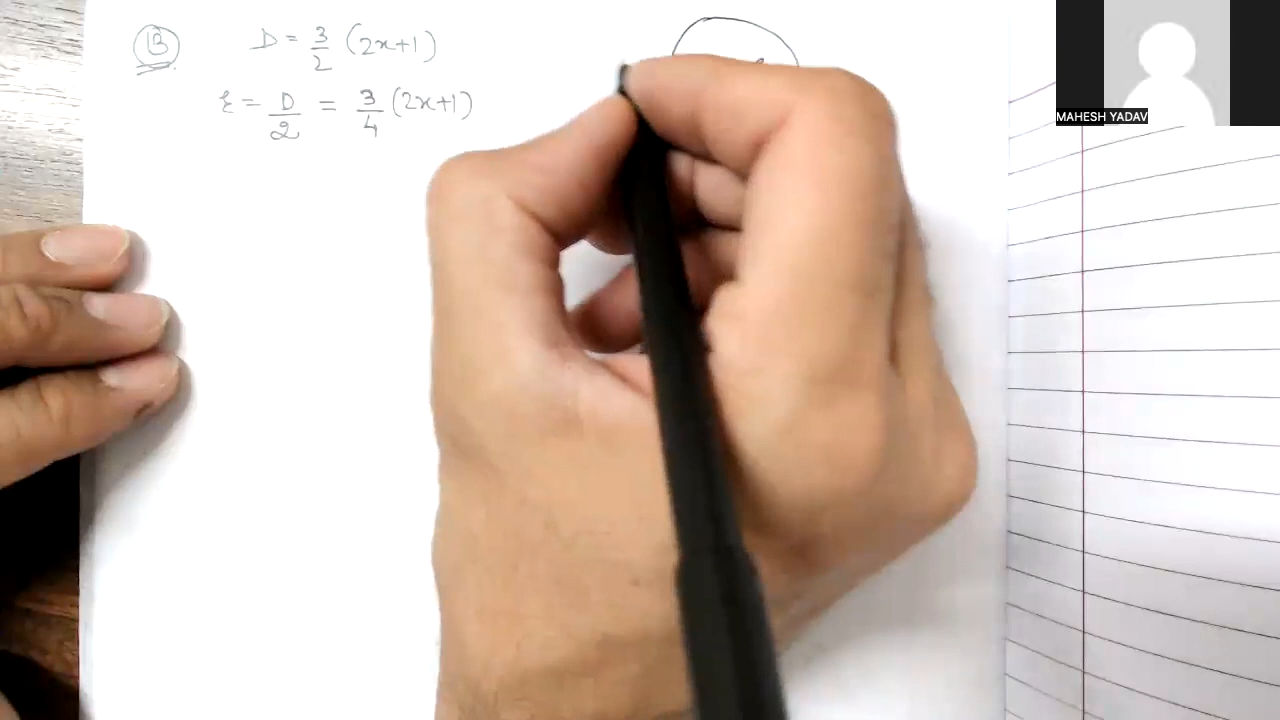 13 D = 3/2 (2x+1)
r = D/2 = 3/4 (2x+1)
MAHESH YADAV